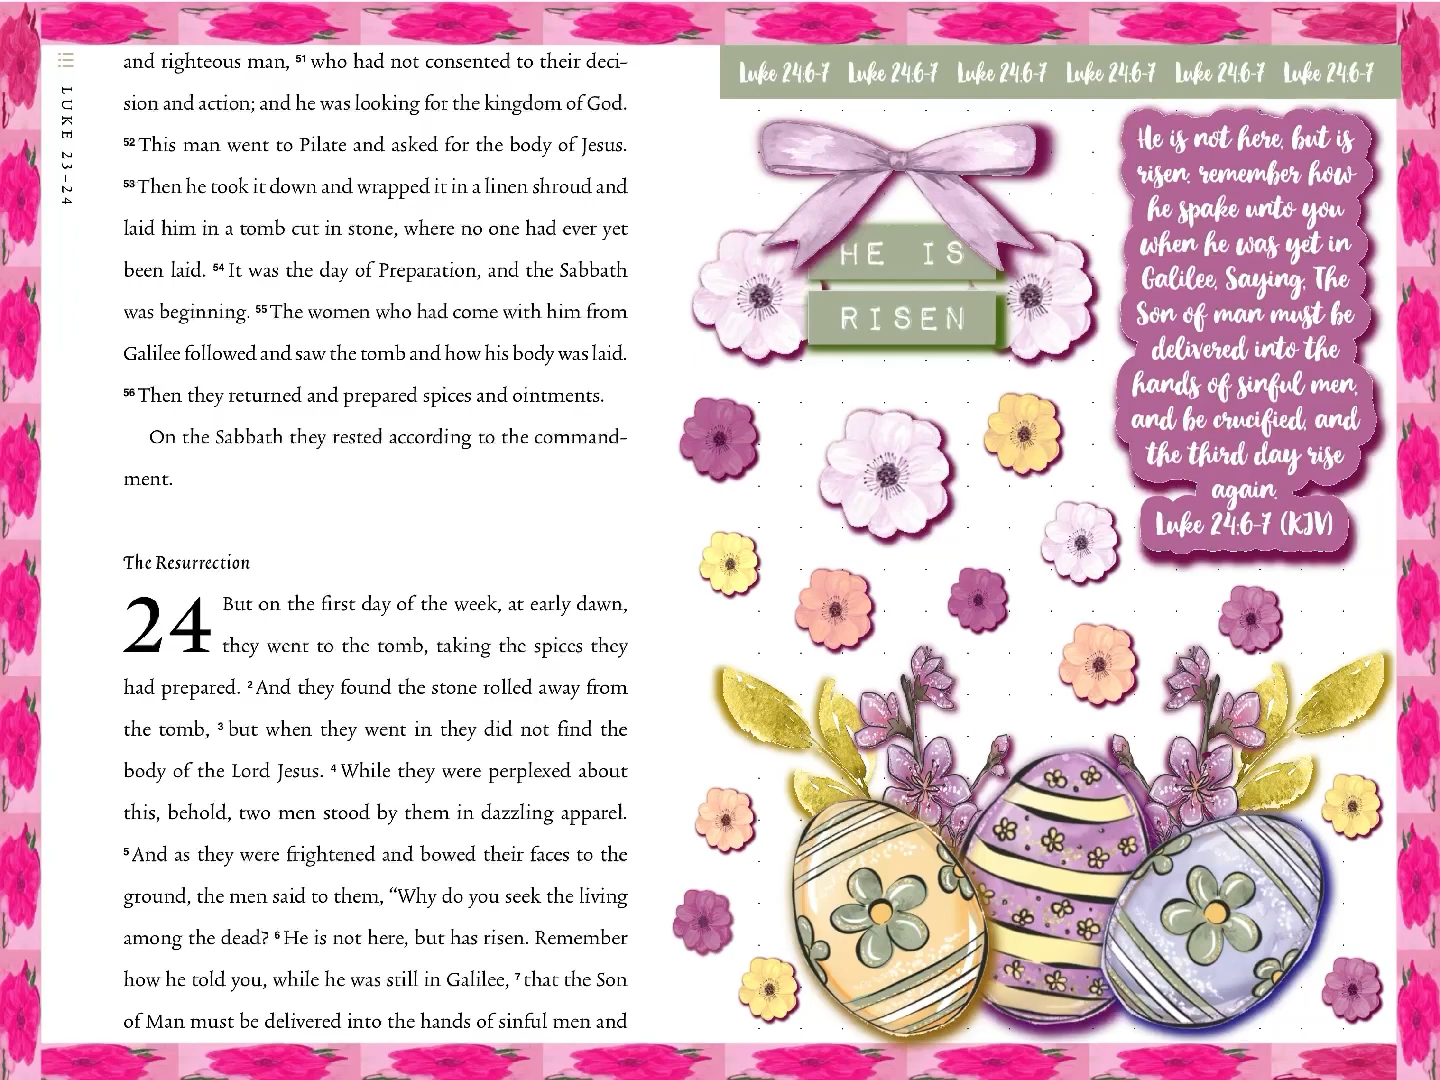 LUKE 23–24
and righteous man, 51 who had not consented to their deci-
sion and action; and he was looking for the kingdom of God.
52 This man went to Pilate and asked for the body of Jesus.
53 Then he took it down and wrapped it in a linen shroud and
laid him in a tomb cut in stone, where no one had ever yet
been laid. 54 It was the day of Preparation, and the Sabbath
was beginning. 55 The women who had come with him from
Galilee followed and saw the tomb and how his body was laid.
56 Then they returned and prepared spices and ointments.
On the Sabbath they rested according to the command-
ment.
The Resurrection
24 But on the first day of the week, at early dawn,
they went to the tomb, taking the spices they
had prepared. 2 And they found the stone rolled away from
the tomb, 3 but when they went in they did not find the
body of the Lord Jesus. 4 While they were perplexed about
this, behold, two men stood by them in dazzling apparel.
5 And as they were frightened and bowed their faces to the
ground, the men said to them, “Why do you seek the living
among the dead? 6 He is not here, but has risen. Remember
how he told you, while he was still in Galilee, 7 that the Son
of Man must be delivered into the hands of sinful men and
Luke 24:6-7 Luke 24:6-7 Luke 24:6-7 Luke 24:6-7 Luke 24:6-7 Luke 24:6-7
HE IS
RISEN
He is not here, but is
risen: remember how
he spake unto you
when he was yet in
Galilee, Saying, The
Son of man must be
delivered into the
hands of sinful men,
and be crucified, and
the third day rise
again.
Luke 24:6-7 (KJV)